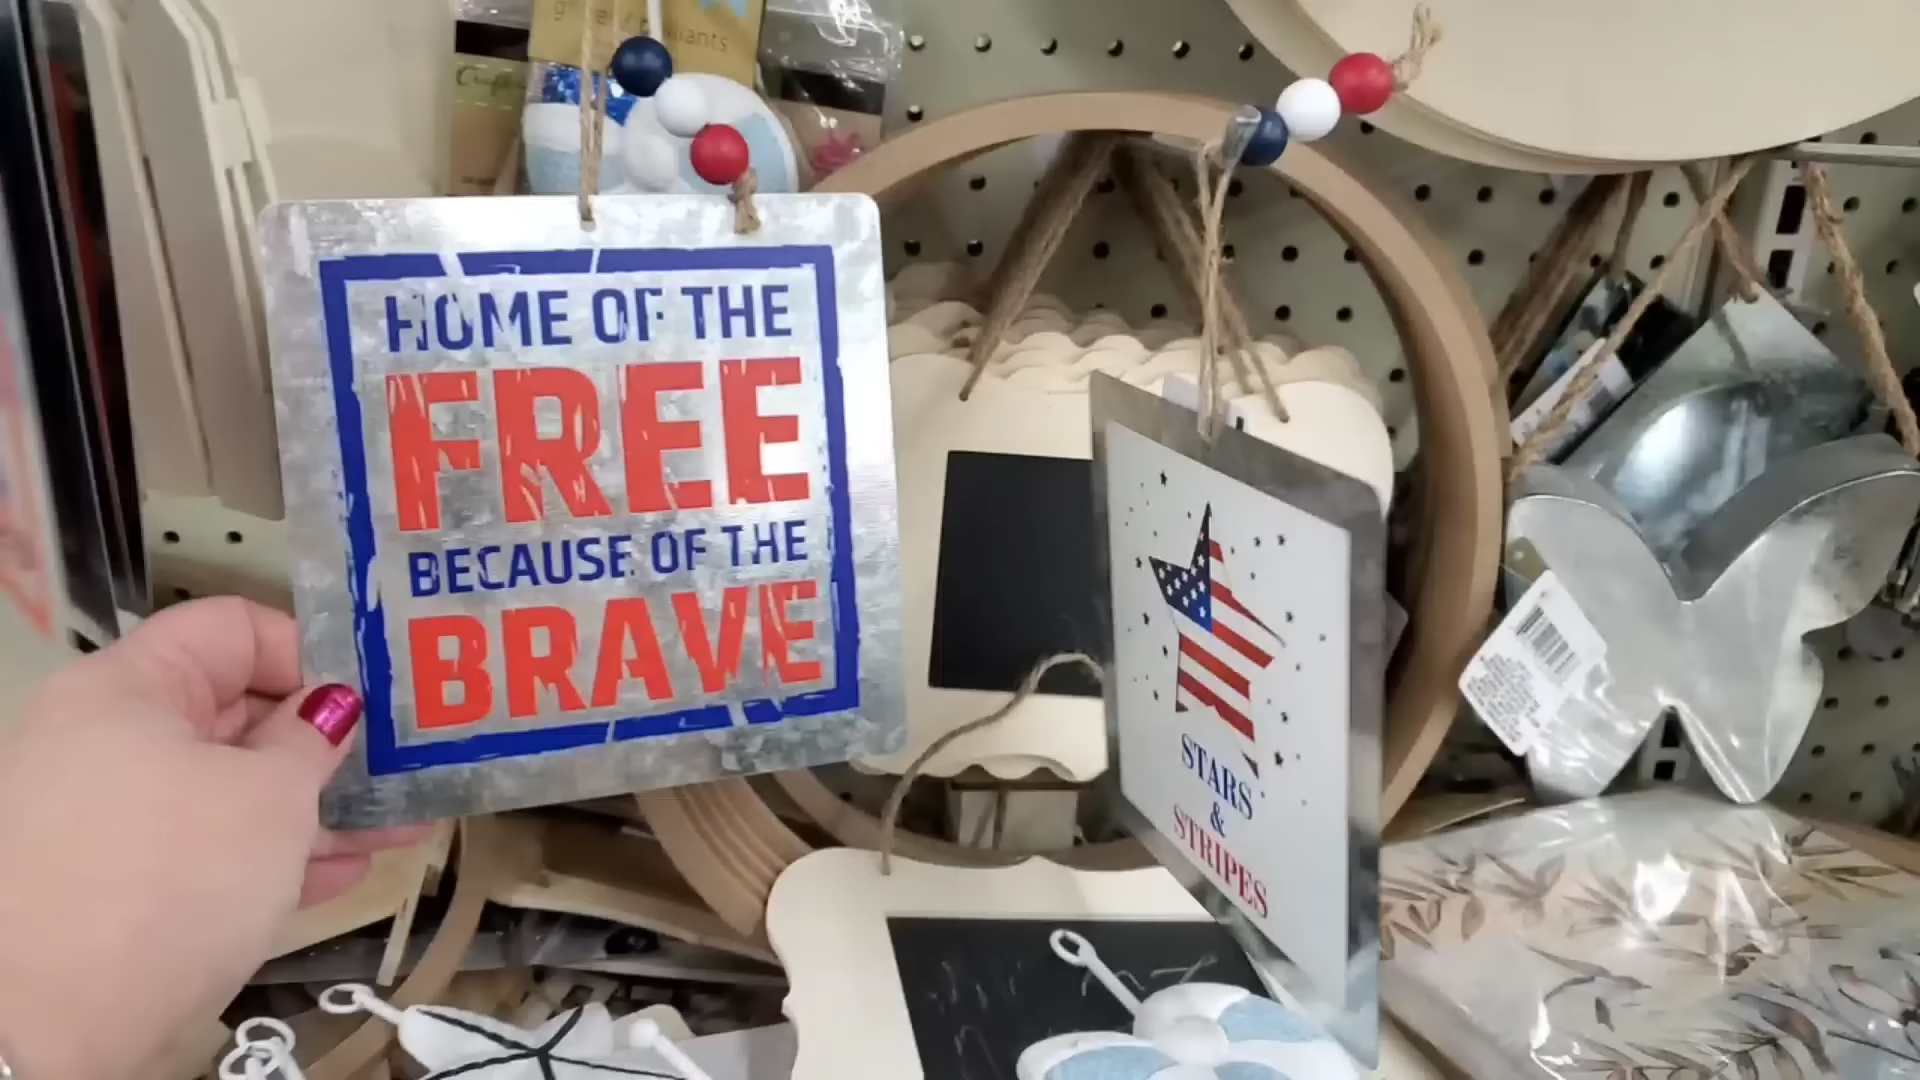 HOME OF THE
FREE
BECAUSE OF THE
BRAVE
STARS
&
STRIPES